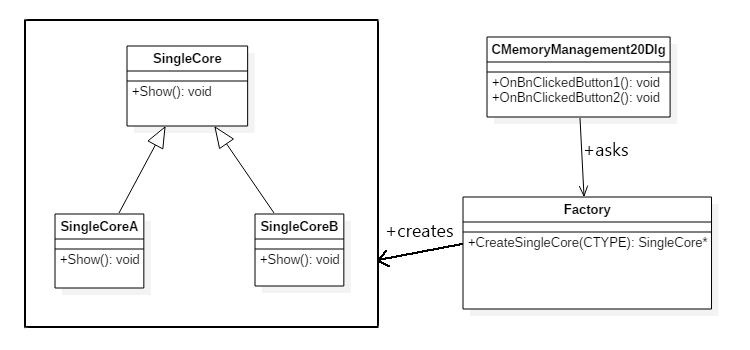 SingleCore
+Show(): void
SingleCoreA
+Show(): void
SingleCoreB
+Show(): void
CMemoryManagement20Dlg
+OnBnClickedButton1(): void
+OnBnClickedButton2(): void
+asks
+creates
Factory
+CreateSingleCore(CTYPE): SingleCore*